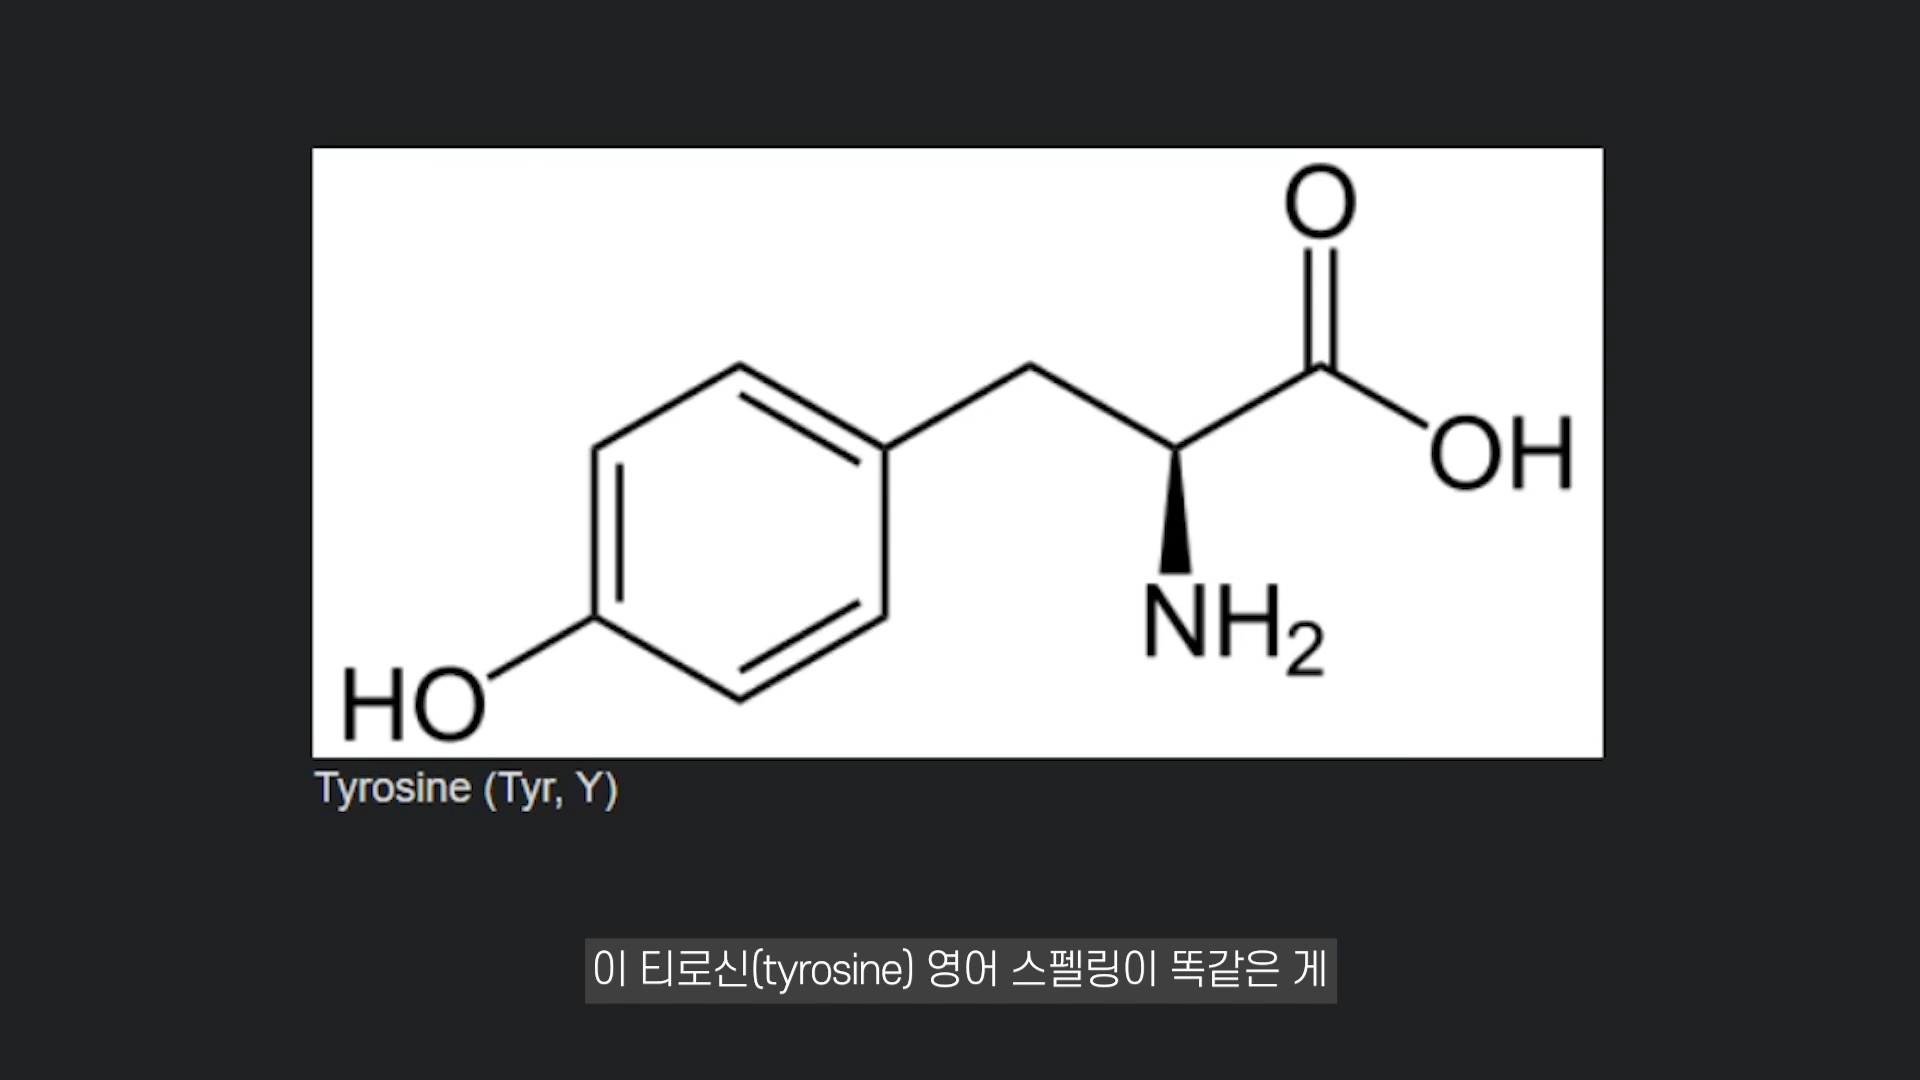 O
OH
NH2
HO
Tyrosine (Tyr, Y)
이 티로신(tyrosine) 영어 스펠링이 똑같은 게